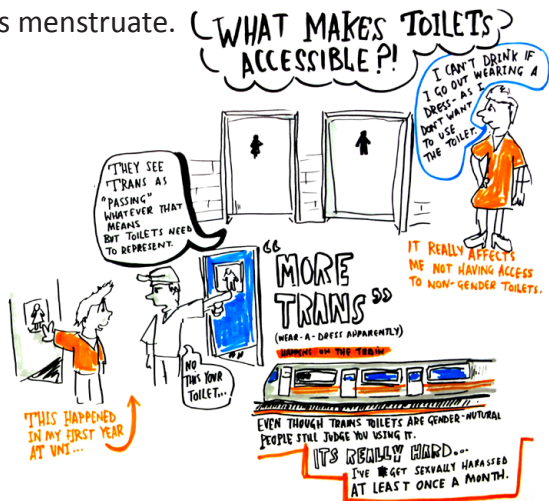 s menstruate.
WHAT MAKES TOILETS
ACCESSIBLE?!
I CAN'T DRINK IF
I GO OUT WEARING A
DRESS - AS I
DON'T WANT
TO USE
THE TOILET.
THEY SEE
TRANS AS
"PASSING"
WHATEVER THAT
MEANS
BUT TOILETS NEED
TO REPRESENT.
IT REALLY AFFECTS
ME NOT HAVING ACCESS
TO NON-GENDER TOILETS.
"MORE
TRANS"
(WEAR-A-DRESS APPARENTLY)
HAPPENS ON THE TRAIN
NO
THIS YOUR
TOILET...
THIS HAPPENED
IN MY FIRST YEAR
AT UNI...
EVEN THOUGH TRAINS TOILETS ARE GENDER-NUTURAL
PEOPLE STILL JUDGE YOU USING IT.
IT'S REALLY HARD...
I'VE GET SEXUALLY HARASSED
AT LEAST ONCE A MONTH.